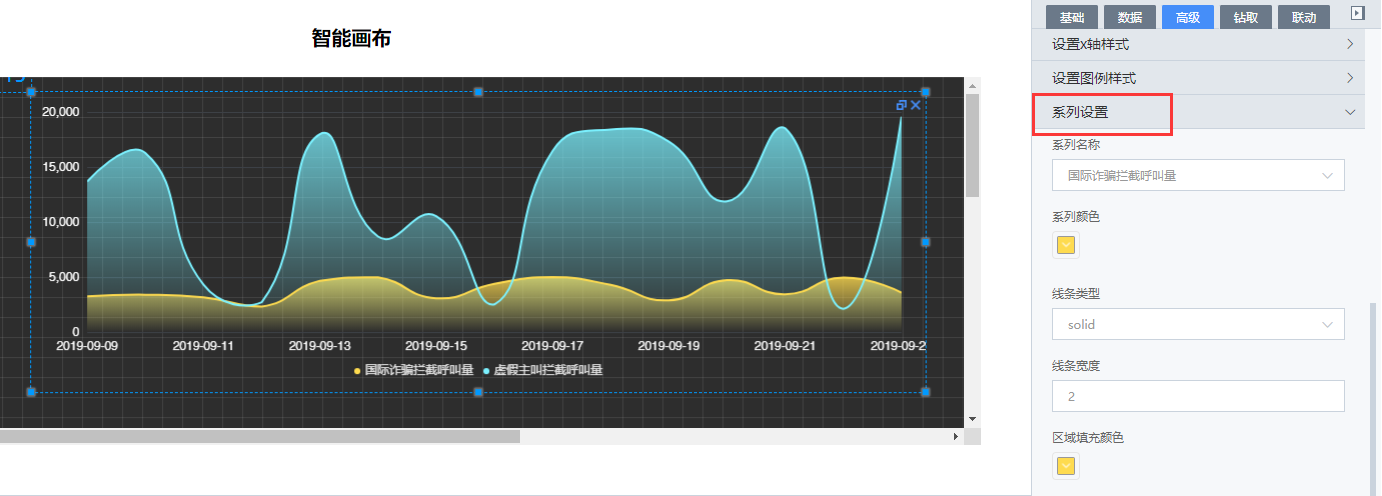 智能画布
20,000
15,000
10,000
5,000
0
2019-09-09 2019-09-11 2019-09-13 2019-09-15 2019-09-17 2019-09-19 2019-09-21 2019-09-2
国际诈骗拦截呼叫量 虚假主叫拦截呼叫量
基础 数据 高级 钻取 联动
设置x轴样式
设置图例样式
系列设置
系列名称
国际诈骗拦截呼叫量
系列颜色
线条类型
solid
线条宽度
2
区域填充颜色